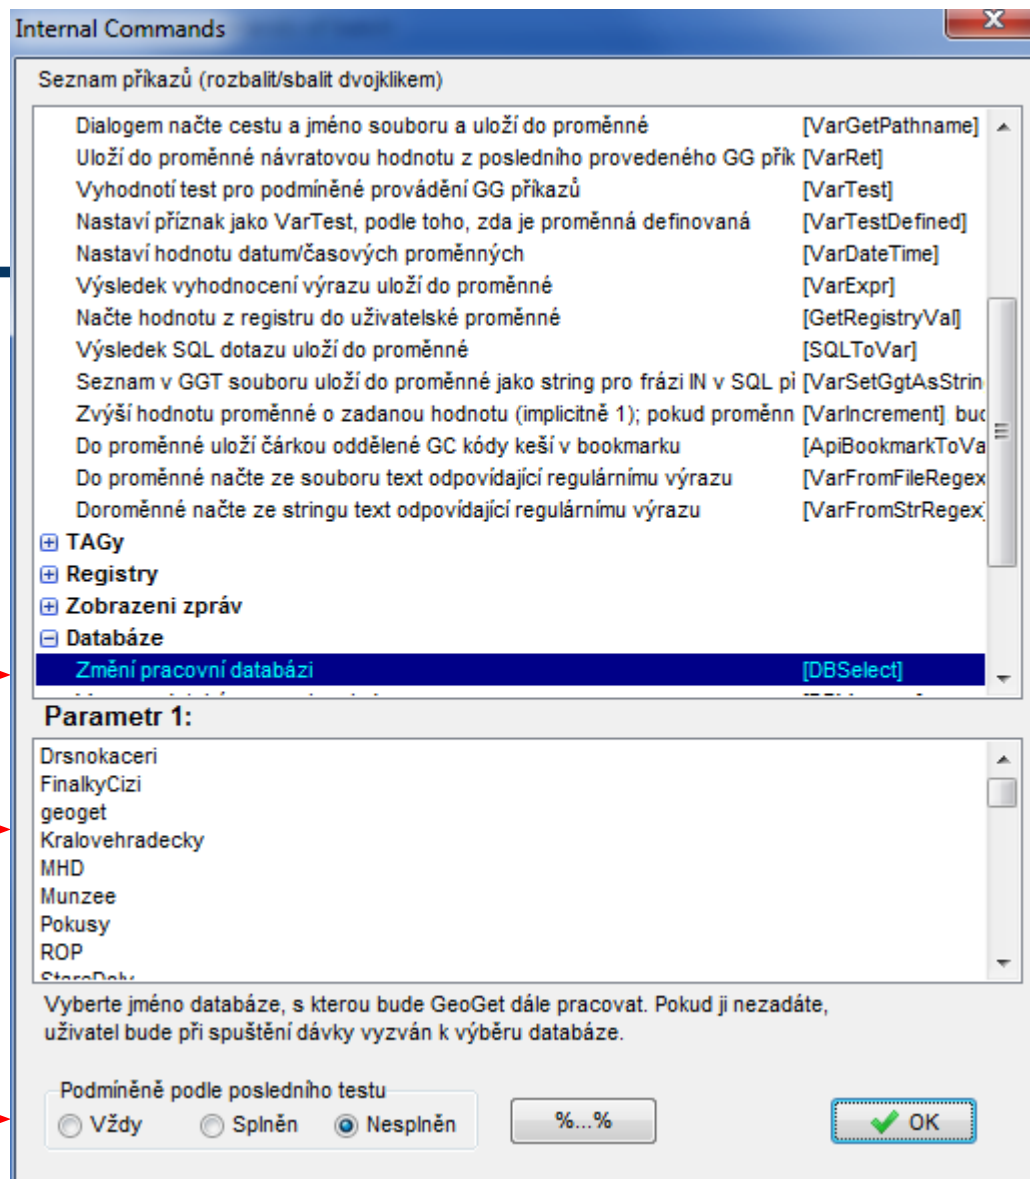 Internal Commands
Seznam příkazů (rozbalit/sbalit dvojklikem)
Dialogem načte cestu a jméno souboru a uloží do proměnné [VarGetPathname]
Uloží do proměnné návratovou hodnotu z posledního provedeného GG přík [VarRet]
Vyhodnotí test pro podmíněné provádění GG příkazů [VarTest]
Nastaví příznak jako VarTest, podle toho, zda je proměnná definovaná [VarTestDefined]
Nastaví hodnotu datum/časových proměnných [VarDateTime]
Výsledek vyhodnocení výrazu uloží do proměnné [VarExpr]
Načte hodnotu z registru do uživatelské proměnné [GetRegistryVal]
Výsledek SQL dotazu uloží do proměnné [SQLToVar]
Seznam v GGT souboru uloží do proměnné jako string pro frázi IN v SQL př [VarSetGgtAsStrin
Zvýší hodnotu proměnné o zadanou hodnotu (implicitně 1); pokud proměnn [VarIncrement] bud
Do proměnné uloží čárkou oddělené GC kódy keší v bookmarku [ApiBookmarkToVa
Do proměnné načte ze souboru text odpovídající regulárnímu výrazu [VarFromFileRegex
Doroměnné načte ze stringu text odpovídající regulárnímu výrazu [VarFromStrRegex]
TAGy
Registry
Zobrazeni zpráv
Databáze
Změní pracovní databázi [DBSelect]
Parametr 1:
Drsnokaceri
FinalkyCizi
geoget
Kralovehradecky
MHD
Munzee
Pokusy
ROP
Vyberte jméno databáze, s kterou bude GeoGet dále pracovat. Pokud ji nezadáte,
uživatel bude při spuštění dávky vyzván k výběru databáze.
Podmíněně podle posledního testu
Vždy Splněn Nesplněn %...% OK